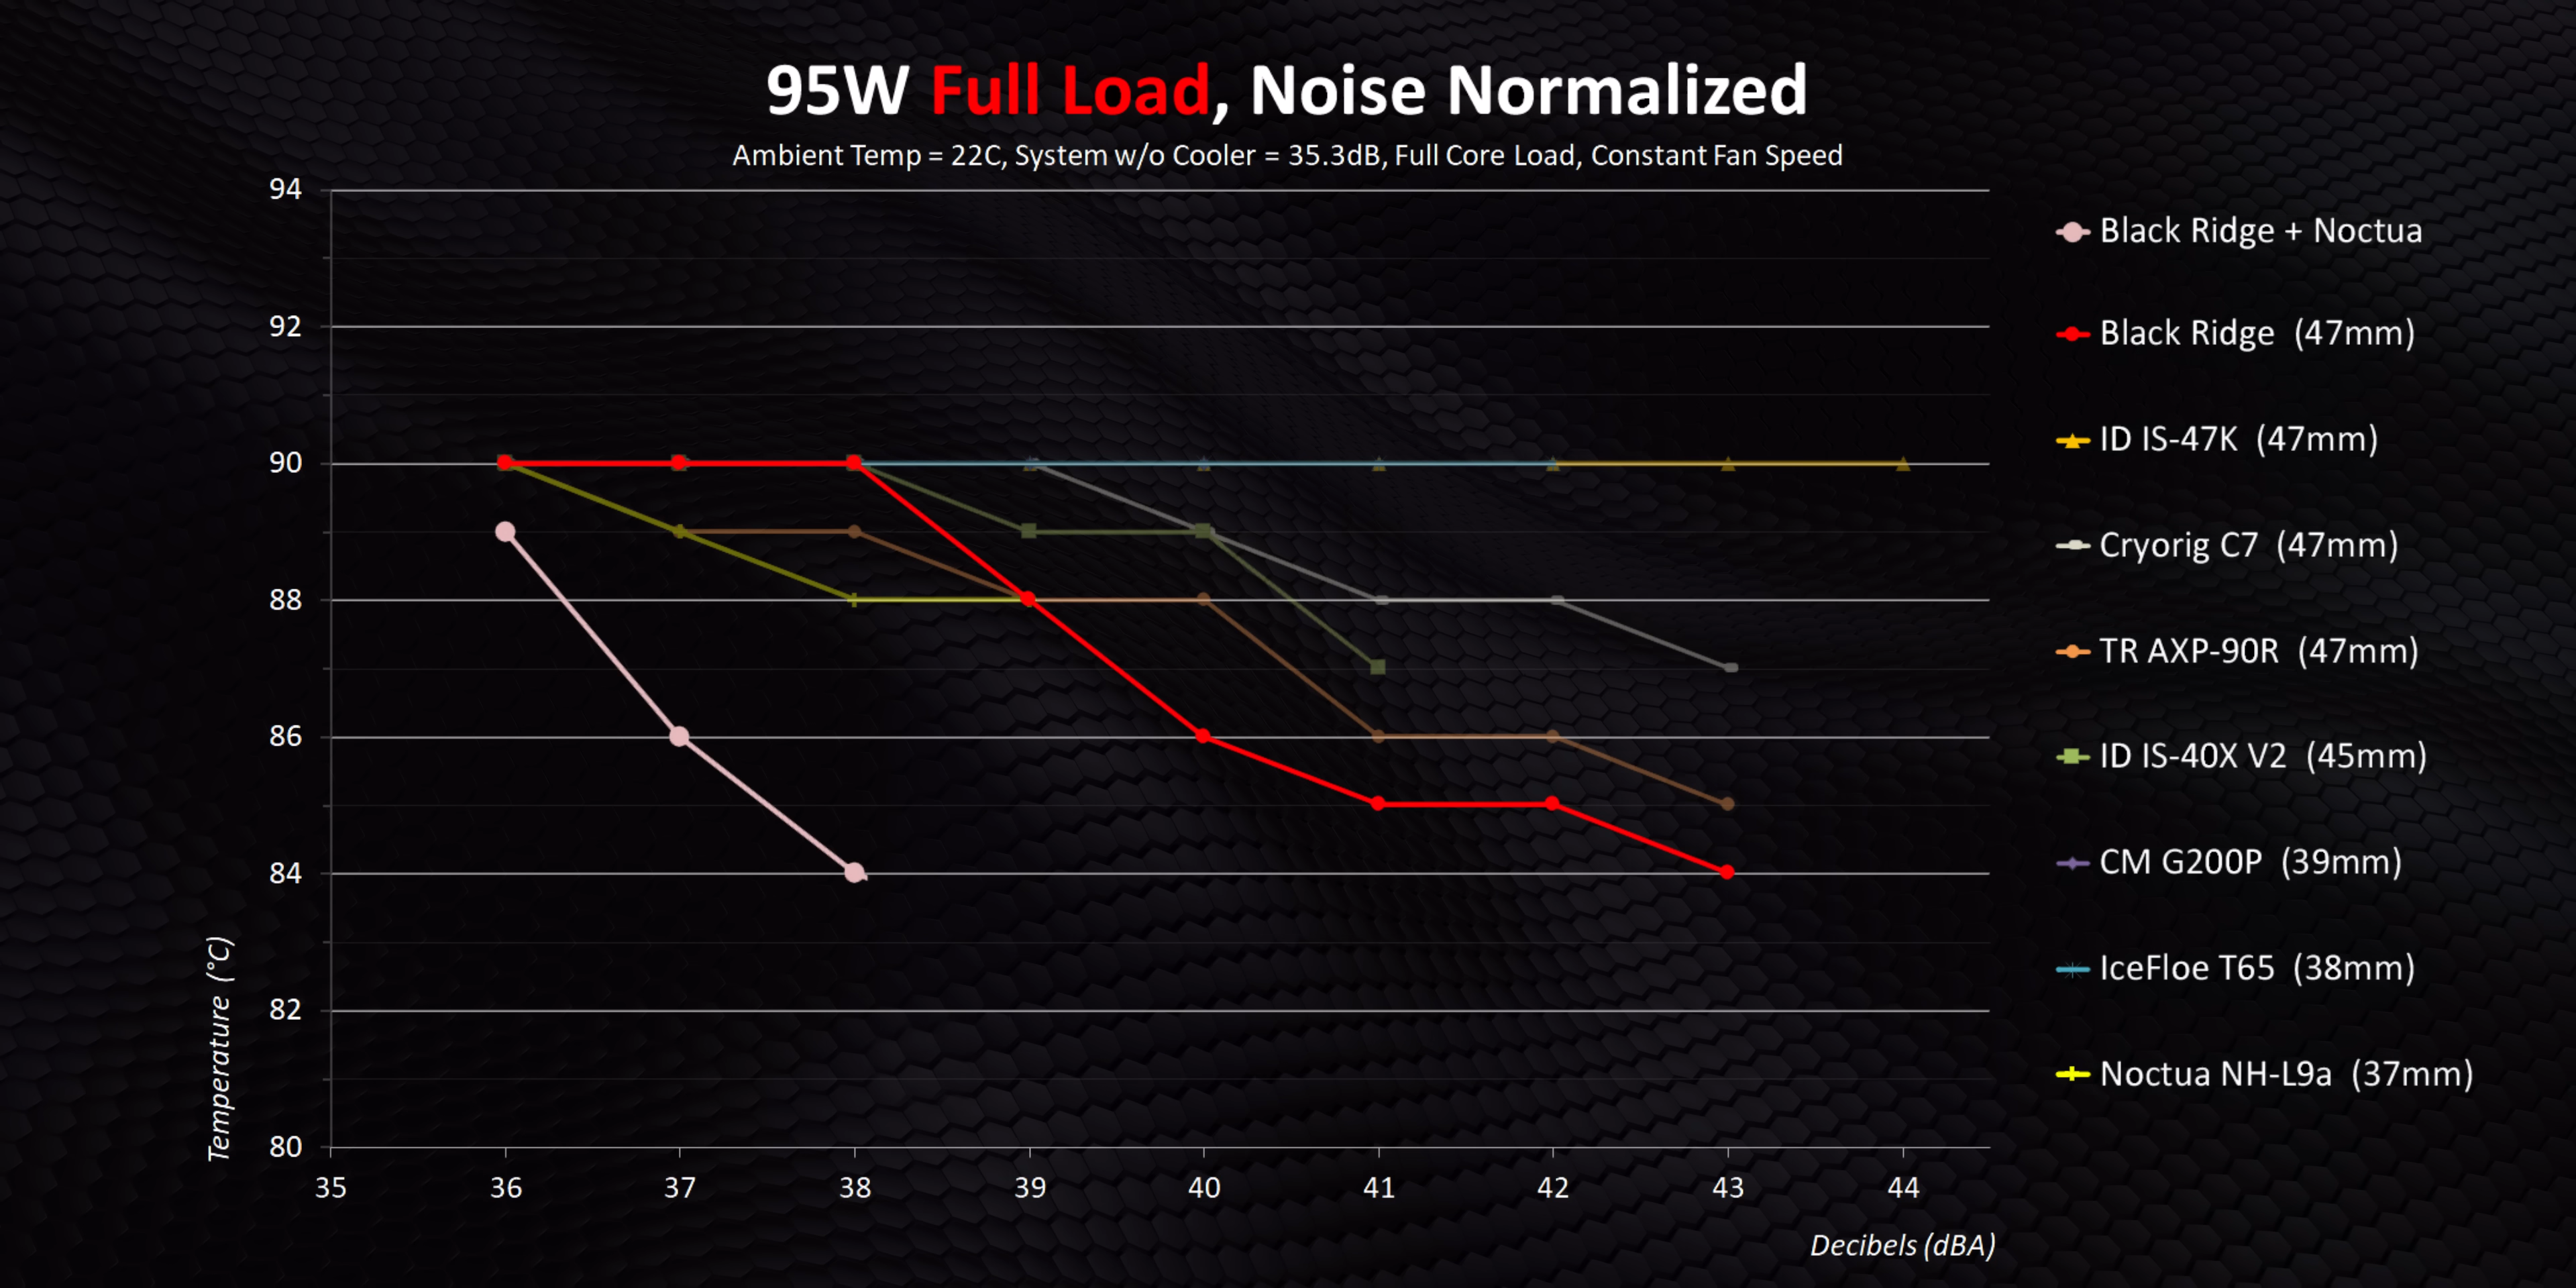 95W Full Load, Noise Normalized
Ambient Temp = 22C, System w/o Cooler = 35.3dB, Full Core Load, Constant Fan Speed
94
92
90
88
86
84
82
80
Temperature (°C)
35 36 37 38 39 40 41 42 43 44
Decibels (dBA)
Black Ridge + Noctua
Black Ridge (47mm)
ID IS-47K (47mm)
Cryorig C7 (47mm)
TR AXP-90R (47mm)
ID IS-40X V2 (45mm)
CM G200P (39mm)
IceFloe T65 (38mm)
Noctua NH-L9a (37mm)